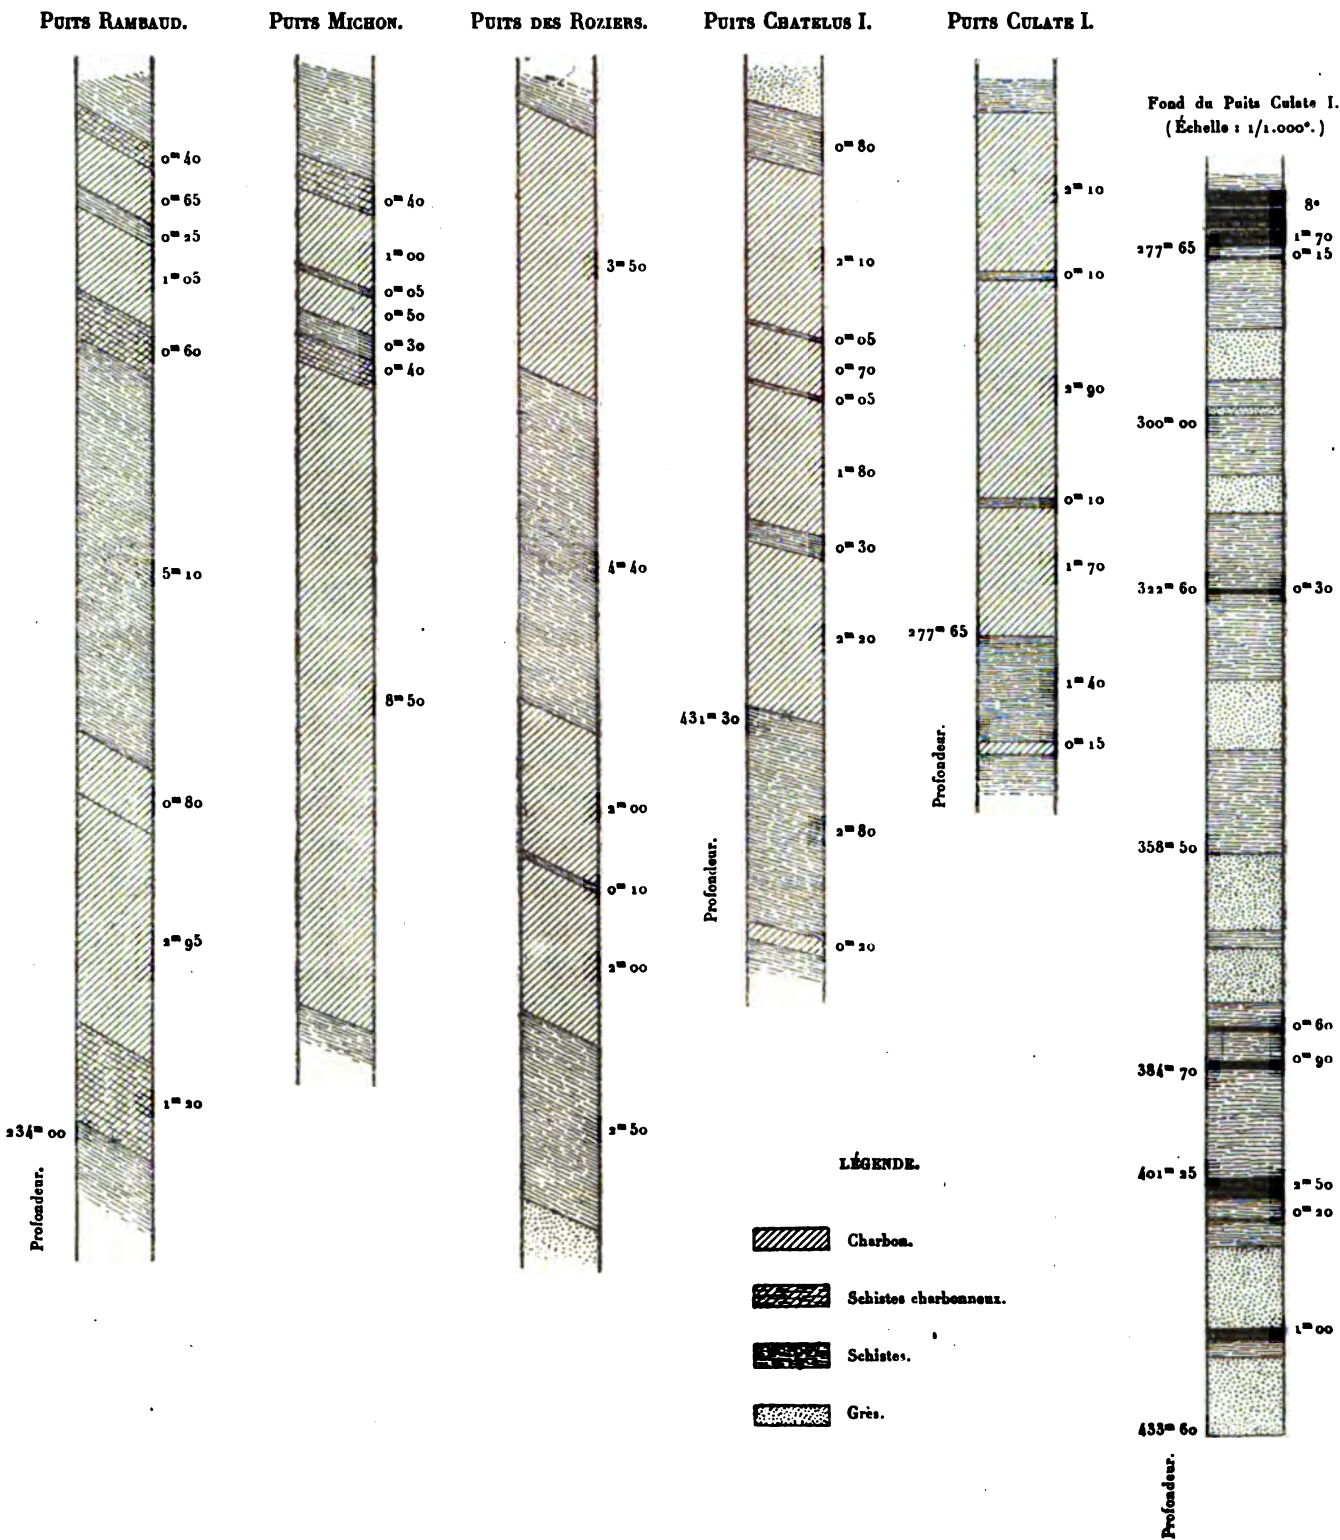 PUITS RAMBAUD.
0ᵐ 40
0ᵐ 65
0ᵐ 25
1ᵐ 05
0ᵐ 60
5ᵐ 10
0ᵐ 80
2ᵐ 95
1ᵐ 20
234ᵐ 00
Profondeur.
PUITS MICHON.
0ᵐ 40
1ᵐ 00
0ᵐ 05
0ᵐ 50
0ᵐ 30
0ᵐ 40
8ᵐ 50
PUITS DES ROZIERS.
3ᵐ 50
4ᵐ 40
2ᵐ 00
0ᵐ 10
2ᵐ 00
2ᵐ 50
PUITS CHATELUS I.
0ᵐ 80
2ᵐ 10
0ᵐ 05
0ᵐ 70
0ᵐ 05
1ᵐ 80
0ᵐ 30
2ᵐ 20
431ᵐ 30
2ᵐ 80
0ᵐ 20
Profondeur.
PUITS CULATE I.
2ᵐ 10
0ᵐ 10
2ᵐ 90
0ᵐ 10
1ᵐ 70
277ᵐ 65
1ᵐ 40
0ᵐ 15
Profondeur.
Fond du Puits Culate I.
(Échelle : 1/1.000ᵉ.)
8ᵉ
1ᵐ 70
277ᵐ 65
0ᵐ 15
300ᵐ 00
322ᵐ 60
0ᵐ 30
358ᵐ 50
0ᵐ 60
0ᵐ 90
384ᵐ 70
401ᵐ 25
2ᵐ 50
0ᵐ 20
1ᵐ 00
433ᵐ 60
Profondeur.
LÉGENDE.
Charbon.
Schistes charbonneux.
Schistes.
Grès.